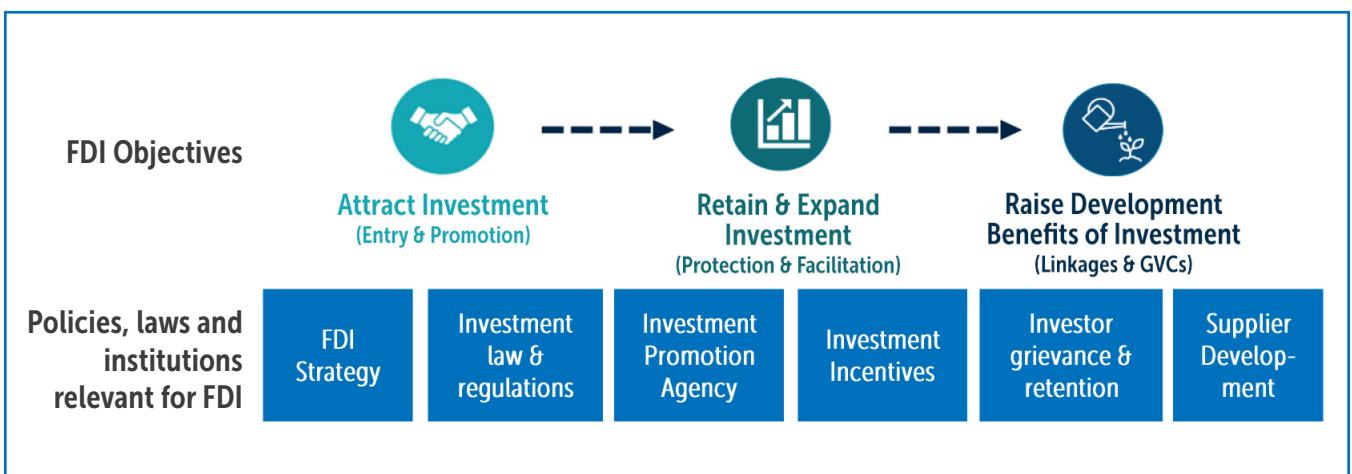 FDI Objectives
Attract Investment
(Entry & Promotion)
Retain & Expand
Investment
(Protection & Facilitation)
Raise Development
Benefits of Investment
(Linkages & GVCs)
Policies, laws and
institutions
relevant for FDI
FDI
Strategy
Investment
law &
regulations
Investment
Promotion
Agency
Investment
Incentives
Investor
grievance &
retention
Supplier
Develop-
ment